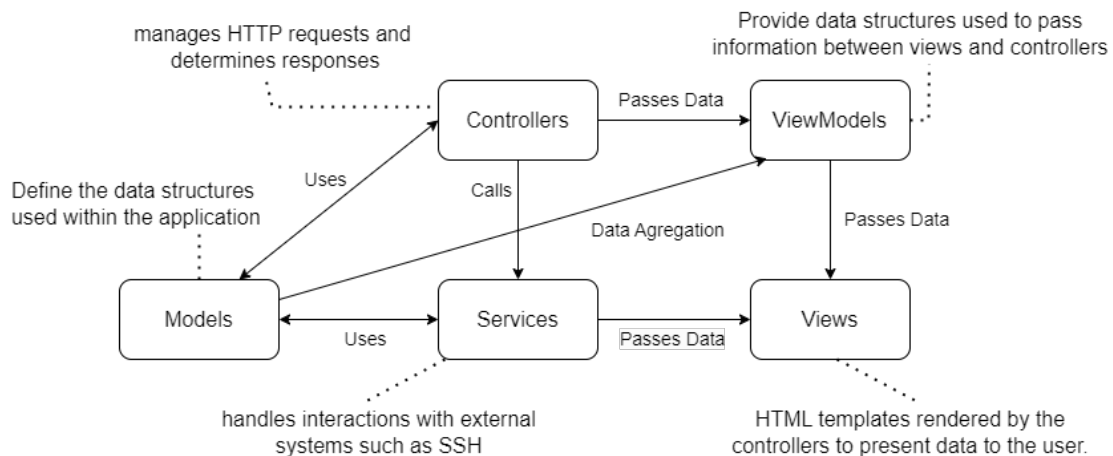 manages HTTP requests and
determines responses
Provide data structures used to pass
information between views and controllers
Controllers
Passes Data
ViewModels
Uses
Calls
Define the data structures
used within the application
Data Agregation
Passes Data
Models
Uses
Services
Passes Data
Views
handles interactions with external
systems such as SSH
HTML templates rendered by the
controllers to present data to the user.